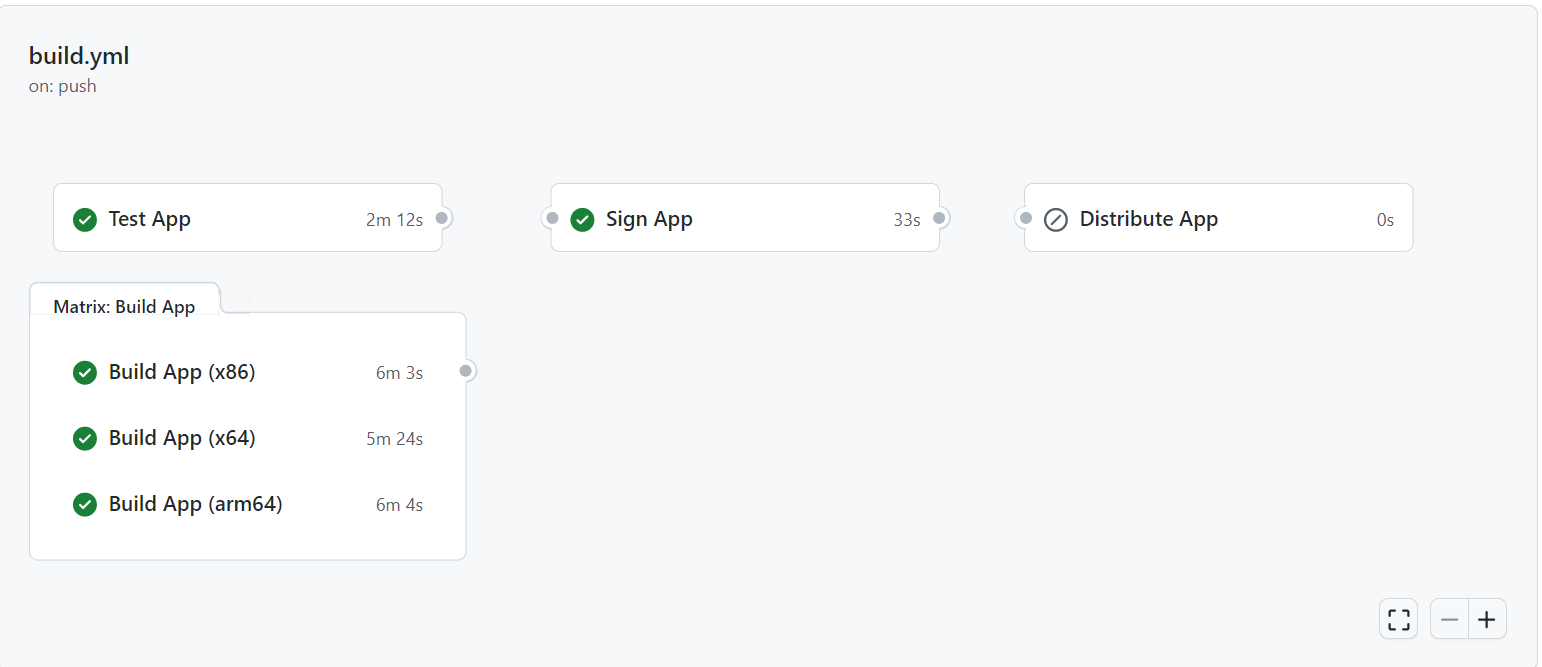 build.yml
on: push
Test App 2m 12s
Sign App 33s
Distribute App 0s
Matrix: Build App
Build App (x86) 6m 3s
Build App (x64) 5m 24s
Build App (arm64) 6m 4s